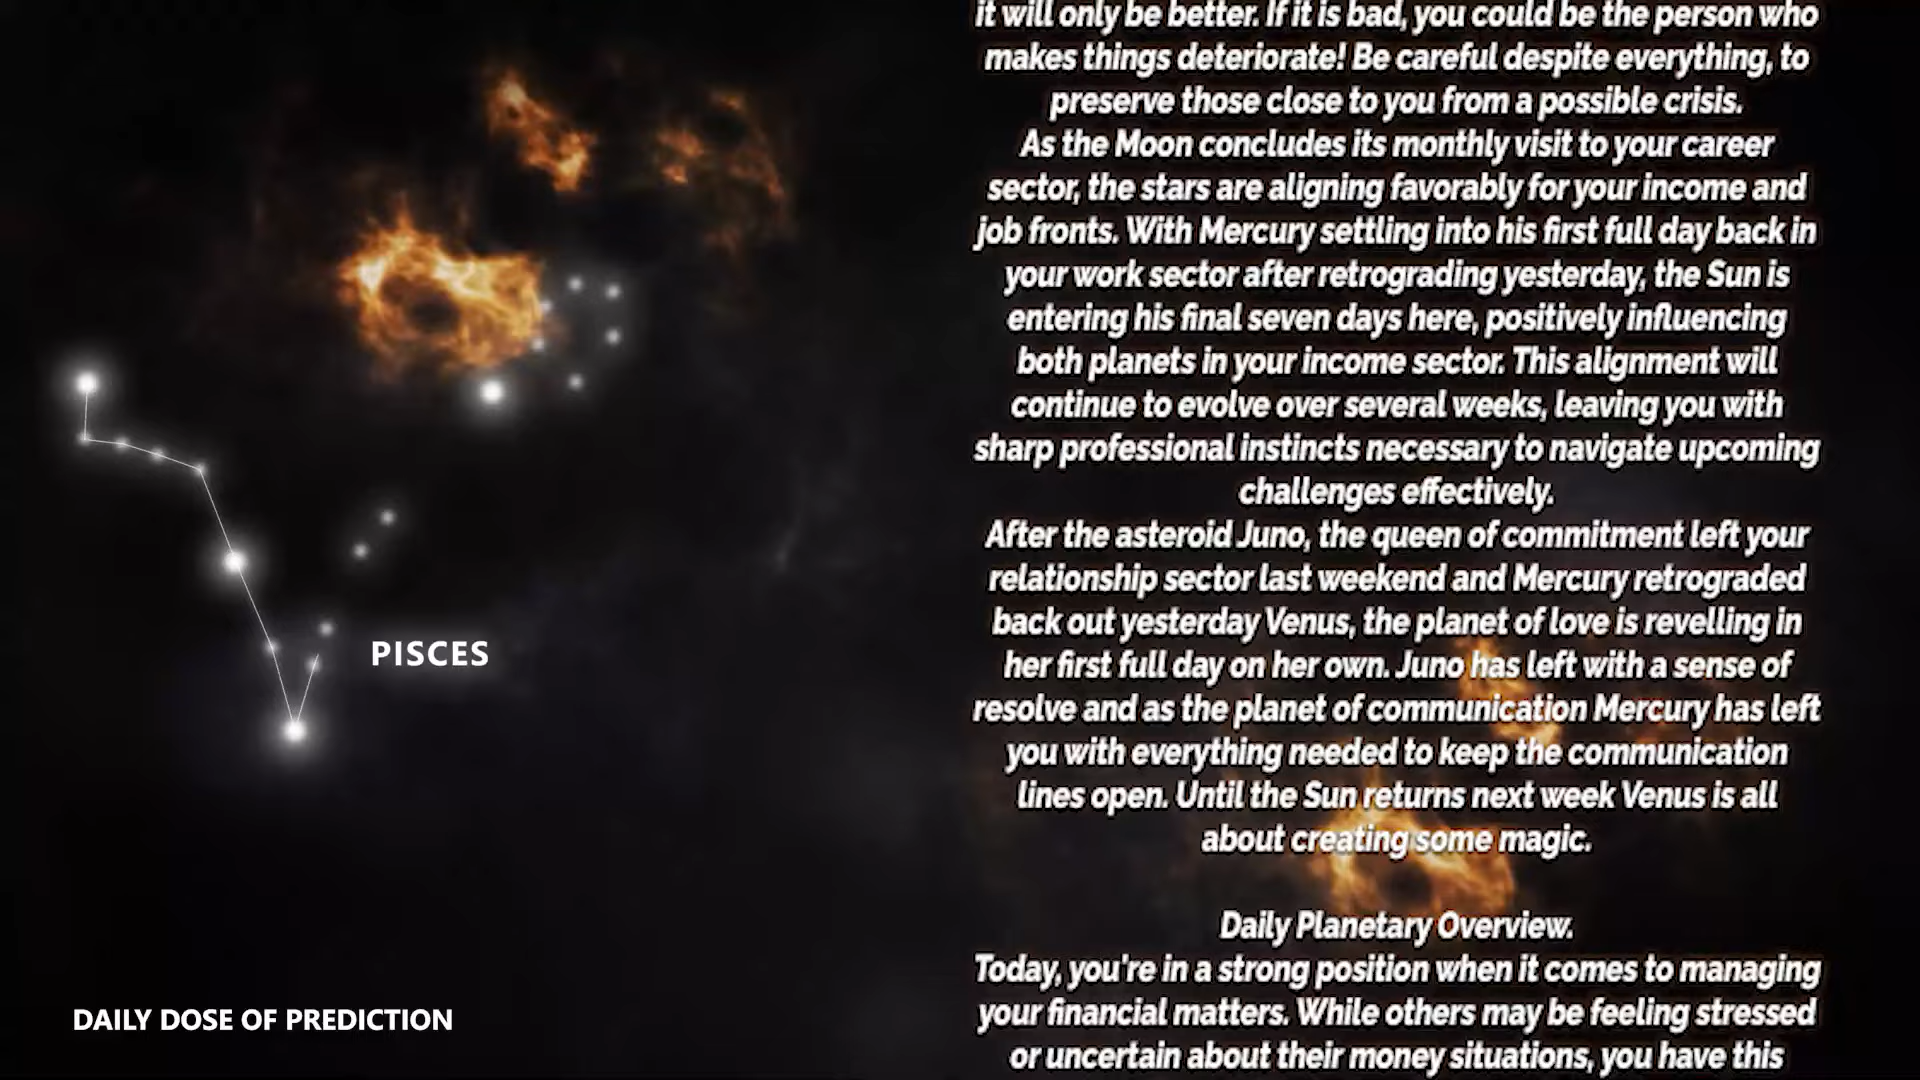 it will only be better. If it is bad, you could be the person who
makes things deteriorate! Be careful despite everything, to
preserve those close to you from a possible crisis.
As the Moon concludes its monthly visit to your career
sector, the stars are aligning favorably for your income and
job fronts. With Mercury settling into his first full day back in
your work sector after retrograding yesterday, the Sun is
entering his final seven days here, positively influencing
both planets in your income sector. This alignment will
continue to evolve over several weeks, leaving you with
sharp professional instincts necessary to navigate upcoming
challenges effectively.
After the asteroid Juno, the queen of commitment left your
relationship sector last weekend and Mercury retrograded
back out yesterday Venus, the planet of love is revelling in
her first full day on her own. Juno has left with a sense of
resolve and as the planet of communication Mercury has left
you with everything needed to keep the communication
lines open. Until the Sun returns next week Venus is all
about creating some magic.
Daily Planetary Overview.
Today, you're in a strong position when it comes to managing
your financial matters. While others may be feeling stressed
or uncertain about their money situations, you have this
PISCES
DAILY DOSE OF PREDICTION